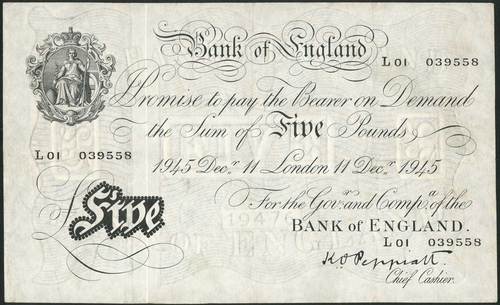 Bank of England
L01 039558
I Promise to pay the Bearer on Demand
the Sum of Five Pounds
L01 039558
1945 Decr. 11 London 11 Decr. 1945
For the Govr. and Compa. of the
BANK OF ENGLAND.
£Five
L01 039558
K O Peppiatt
Chief Cashier.